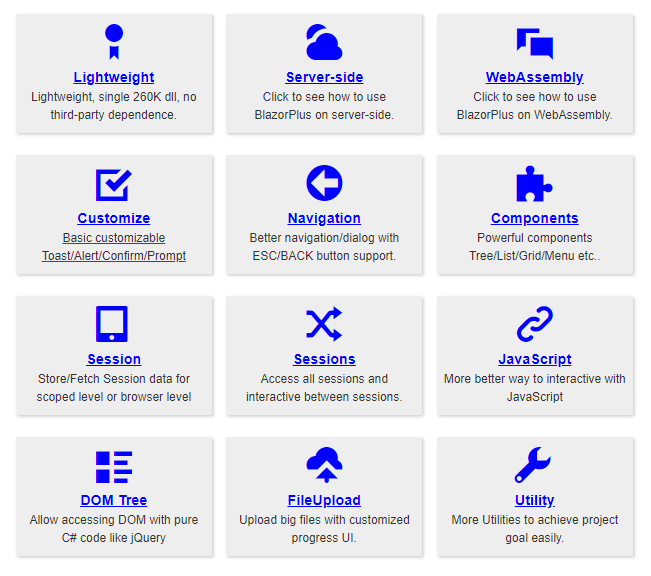 Lightweight
Lightweight, single 260K dll, no
third-party dependence.
Server-side
Click to see how to use
BlazorPlus on server-side.
WebAssembly
Click to see how to use
BlazorPlus on WebAssembly.
Customize
Basic customizable
Toast/Alert/Confirm/Prompt
Navigation
Better navigation/dialog with
ESC/BACK button support.
Components
Powerful components
Tree/List/Grid/Menu etc..
Session
Store/Fetch Session data for
scoped level or browser level
Sessions
Access all sessions and
interactive between sessions.
JavaScript
More better way to interactive with
JavaScript
DOM Tree
Allow accessing DOM with pure
C# code like jQuery
FileUpload
Upload big files with customized
progress UI.
Utility
More Utilities to achieve project
goal easily.